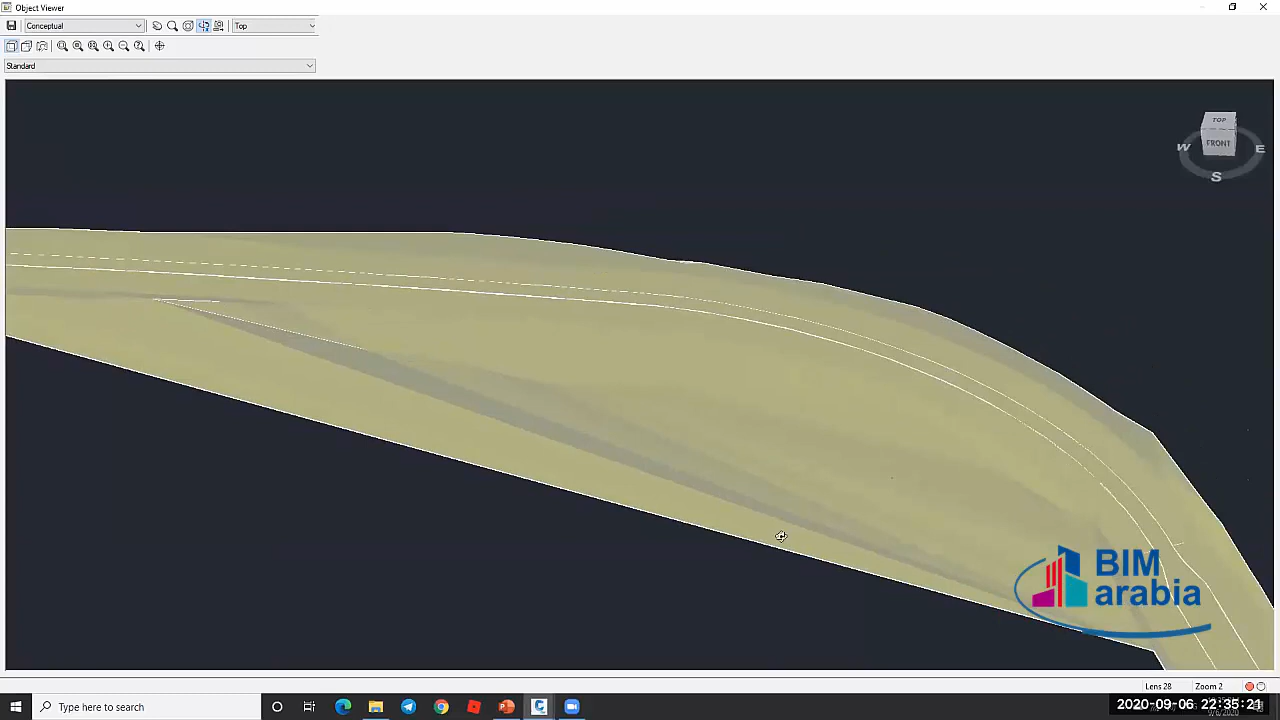 Object Viewer
Conceptual
Top
Standard
TOP
FRONT
W
E
S
BIM
arabia
Lens 28
Zoom 2
Type here to search
2020-09-06 22:35:21